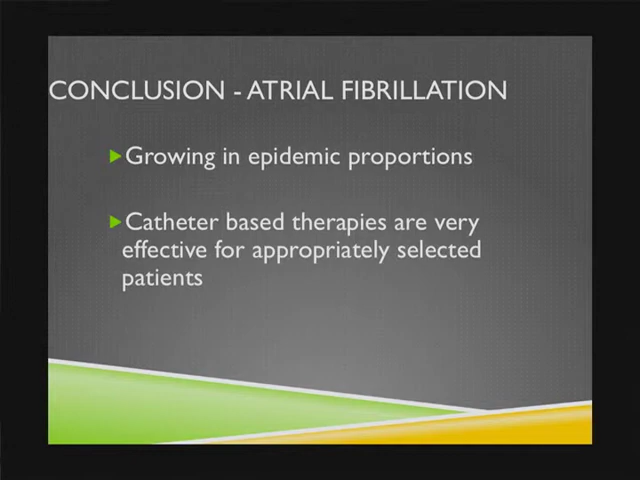 CONCLUSION - ATRIAL FIBRILLATION
Growing in epidemic proportions
Catheter based therapies are very
effective for appropriately selected
patients